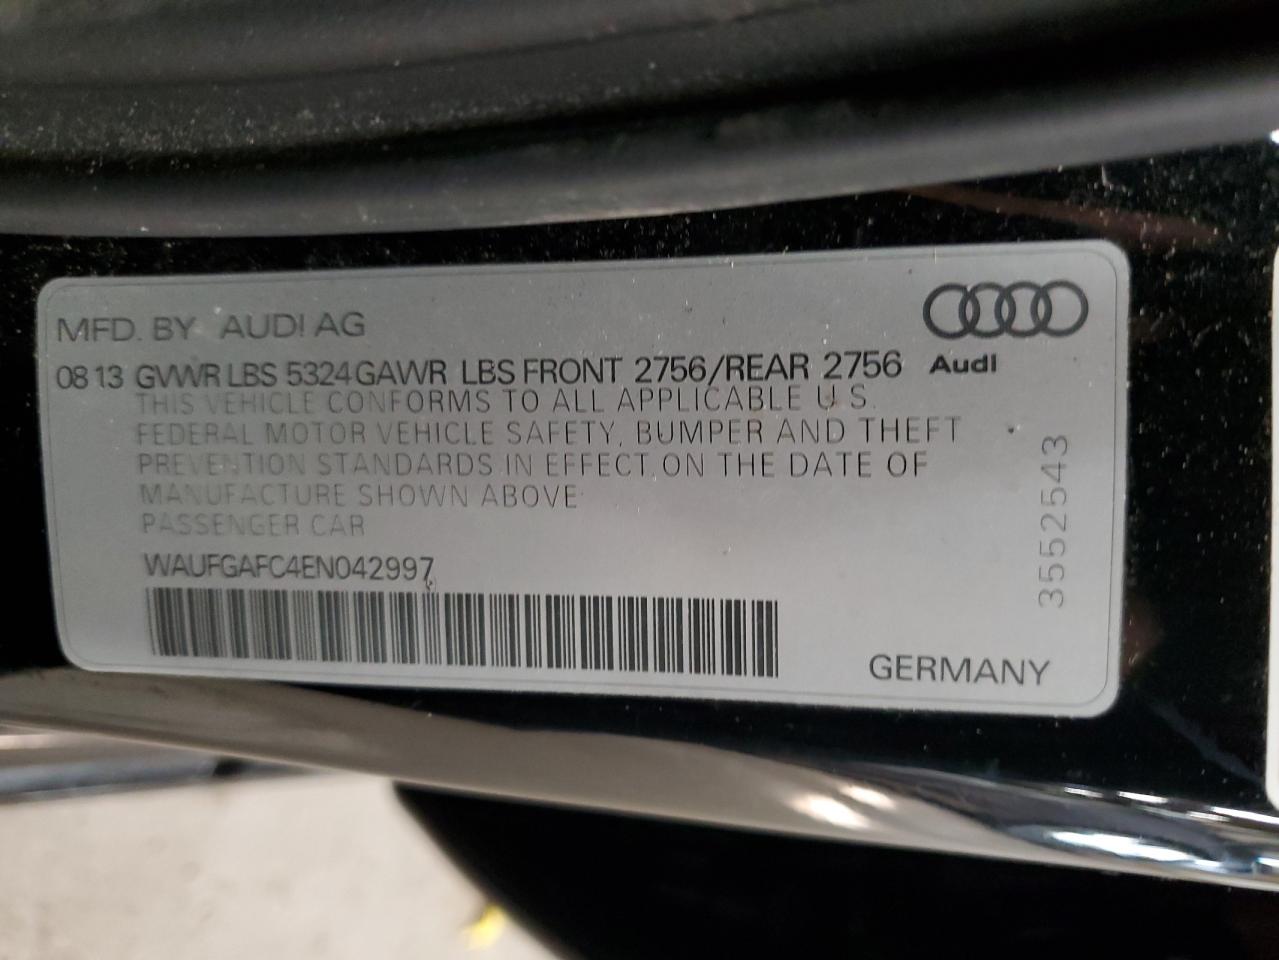 MFD. BY AUDI AG
08 13 GVWR LBS 5324 GAWR LBS FRONT 2756/REAR 2756
Audi
THIS VEHICLE CONFORMS TO ALL APPLICABLE U.S.
FEDERAL MOTOR VEHICLE SAFETY, BUMPER AND THEFT
PREVENTION STANDARDS IN EFFECT ON THE DATE OF
MANUFACTURE SHOWN ABOVE
PASSENGER CAR
WAUFGAFC4EN042997
GERMANY
3552543